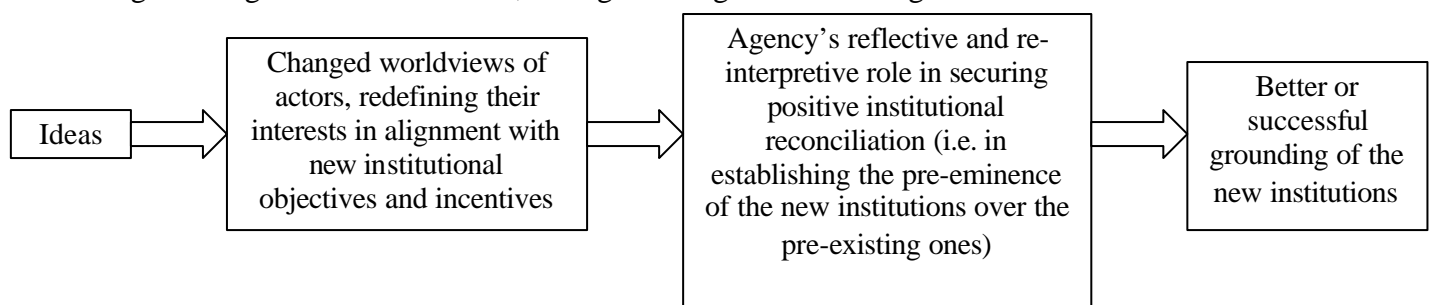 Ideas
Changed worldviews of
actors, redefining their
interests in alignment with
new institutional
objectives and incentives
Agency’s reflective and re-
interpretive role in securing
positive institutional
reconciliation (i.e. in
establishing the pre-eminence
of the new institutions over the
pre-existing ones)
Better or
successful
grounding of the
new institutions